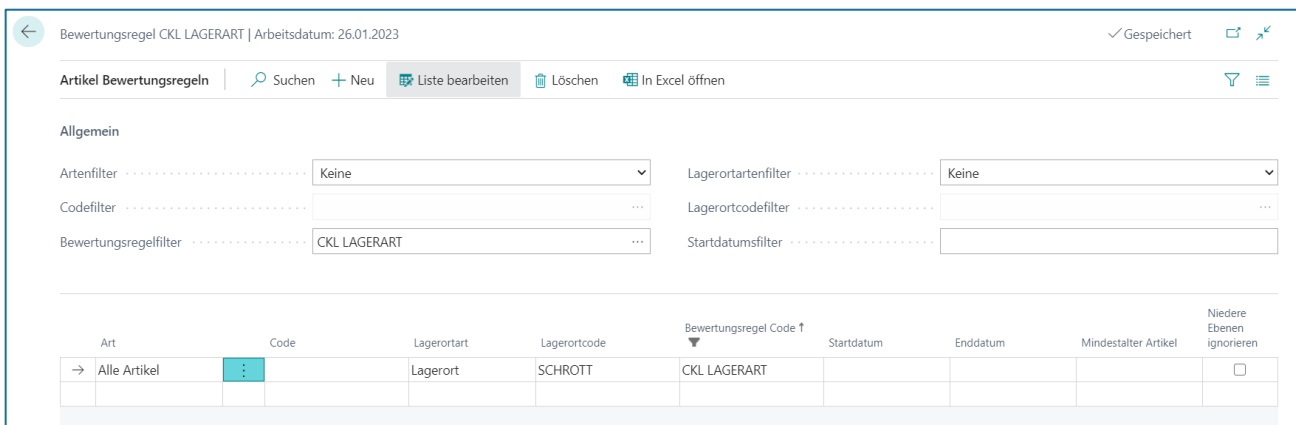 Bewertungsregel CKL LAGERART | Arbeitsdatum: 26.01.2023 Gespeichert
Artikel Bewertungsregeln Suchen Neu Liste bearbeiten Löschen In Excel öffnen
Allgemein
Artenfilter Keine Lagerortartenfilter Keine
Codefilter Lagerortcodefilter
Bewertungsregelfilter CKL LAGERART Startdatumsfilter
Art Code Lagerortart Lagerortcode Bewertungsregel Code Startdatum Enddatum Mindestalter Artikel Niedere Ebenen ignorieren
Alle Artikel Lagerort SCHROTT CKL LAGERART